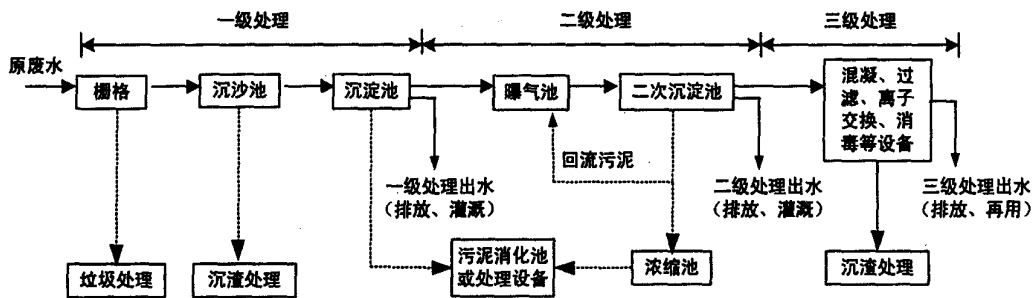 一级处理
二级处理
三级处理
原废水
栅格
沉沙池
沉淀池
曝气池
二次沉淀池
混凝、过
滤、离子
交换、消
毒等设备
回流污泥
一级处理出水
（排放、灌溉）
二级处理出水
（排放、灌溉）
三级处理出水
（排放、再用）
垃圾处理
沉渣处理
污泥消化池
或处理设备
浓缩池
沉渣处理